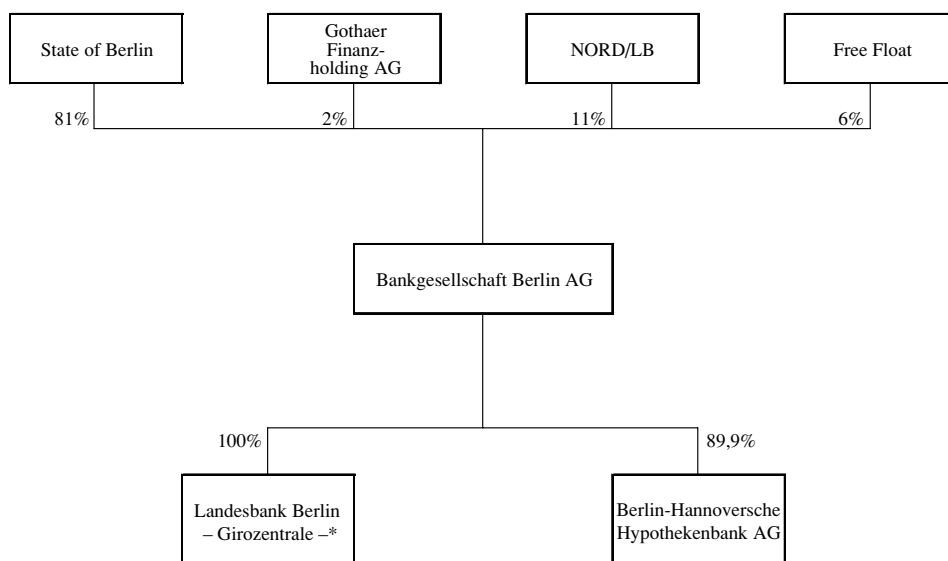 State of Berlin
Gothaer
Finanz-
holding AG
NORD/LB
Free Float
81%
2%
11%
6%
Bankgesellschaft Berlin AG
100%
89,9%
Landesbank Berlin
– Girozentrale –*
Berlin-Hannoversche
Hypothekenbank AG